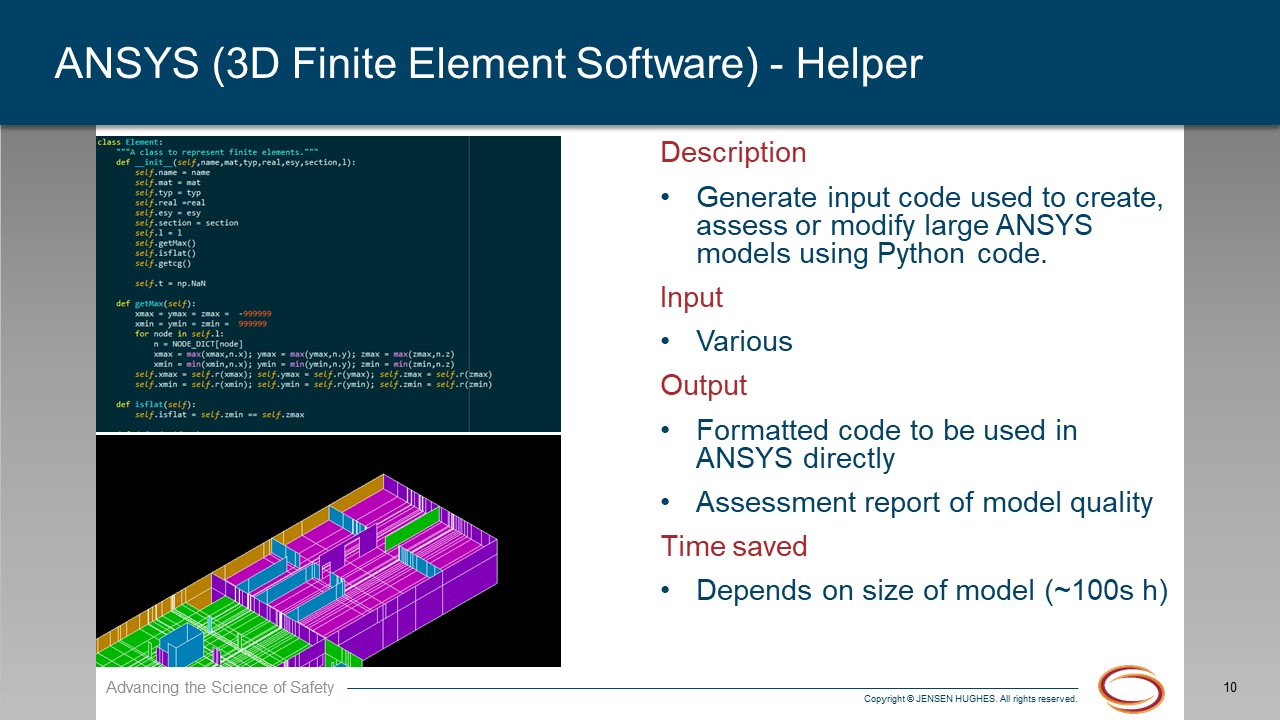 ANSYS (3D Finite Element Software) - Helper
class Element:
"""A class to represent finite elements."""
def __init__(self,name,mat,typ,real,esy,section,l):
self.name = name
self.mat = mat
self.typ = typ
self.real =real
self.esy = esy
self.section = section
self.l = l
self.getMax()
self.isflat()
self.getcg()
self.t = np.NaN
def getMax(self):
xmax = ymax = zmax =  -999999
xmin = ymin = zmin =  999999
for node in self.l:
n = NODE_DICT[node]
xmax = max(xmax,n.x); ymax = max(ymax,n.y); zmax = max(zmax,n.z)
xmin = min(xmin,n.x); ymin = min(ymin,n.y); zmin = min(zmin,n.z)
self.xmax = self.r(xmax); self.ymax = self.r(ymax); self.zmax = self.r(zmax)
self.xmin = self.r(xmin); self.ymin = self.r(ymin); self.zmin = self.r(zmin)
def isflat(self):
self.isflat = self.zmin == self.zmax
Description
• Generate input code used to create,
assess or modify large ANSYS
models using Python code.
Input
• Various
Output
• Formatted code to be used in
ANSYS directly
• Assessment report of model quality
Time saved
• Depends on size of model (~100s h)
Advancing the Science of Safety
Copyright © JENSEN HUGHES. All rights reserved.
10